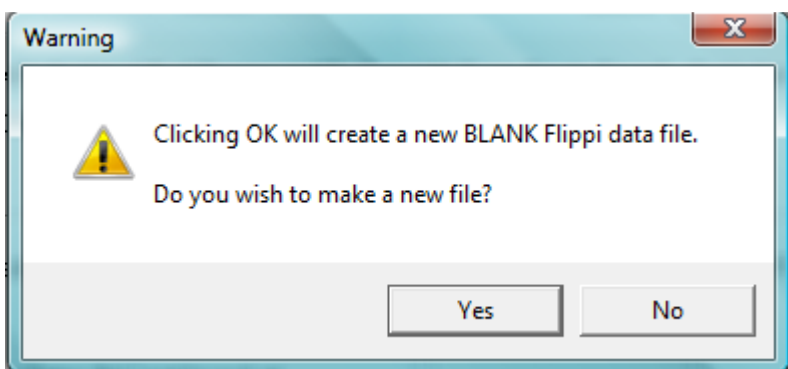 Warning
Clicking OK will create a new BLANK Flippi data file.
Do you wish to make a new file?
Yes
No